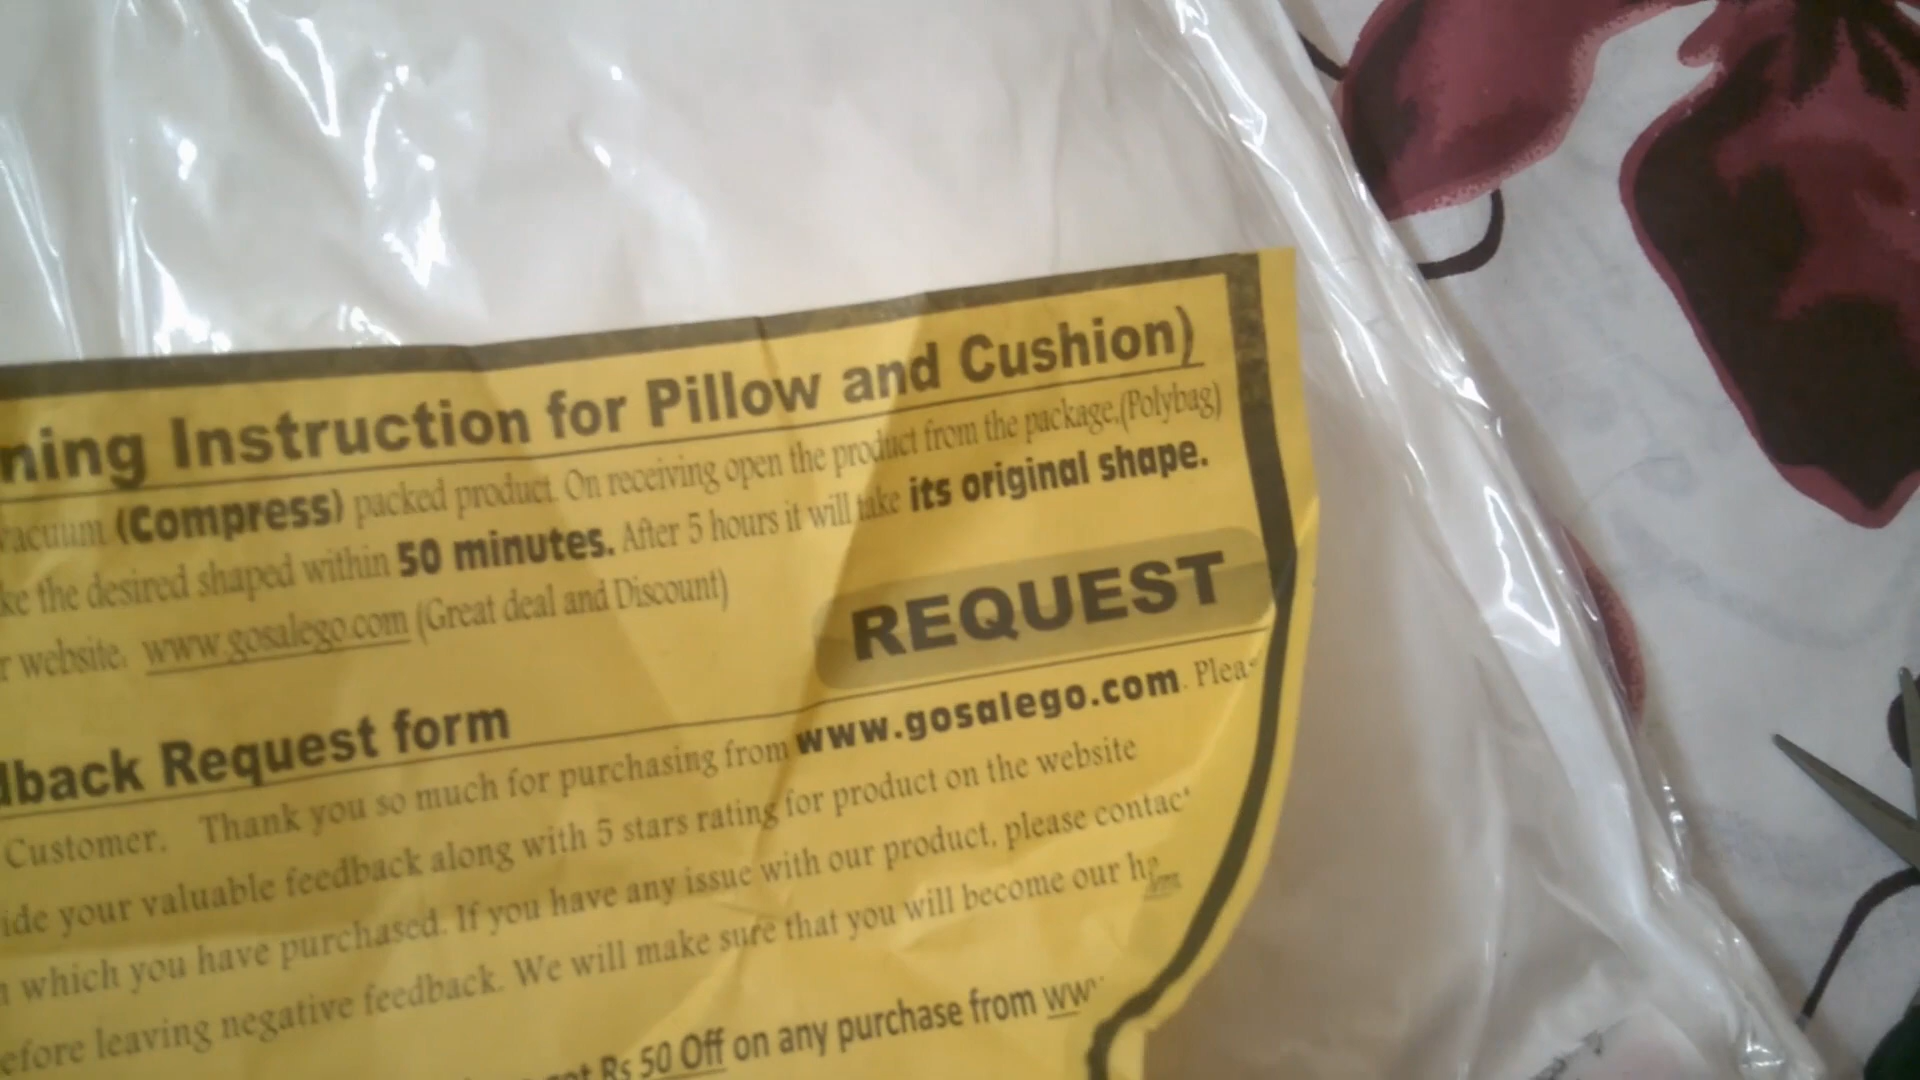 ning Instruction for Pillow and Cushion)
vacuum (Compress) packed product. On receiving open the product from the package,(Polybag)
ke the desired shaped within 50 minutes. After 5 hours it will take its original shape.
r website. www.gosalego.com (Great deal and Discount)
REQUEST
dback Request form
Customer. Thank you so much for purchasing from www.gosalego.com. Pleas
ide your valuable feedback along with 5 stars rating for product on the website
which you have purchased. If you have any issue with our product, please contac
efore leaving negative feedback. We will make sure that you will become our
Rs 50 Off on any purchase from ww